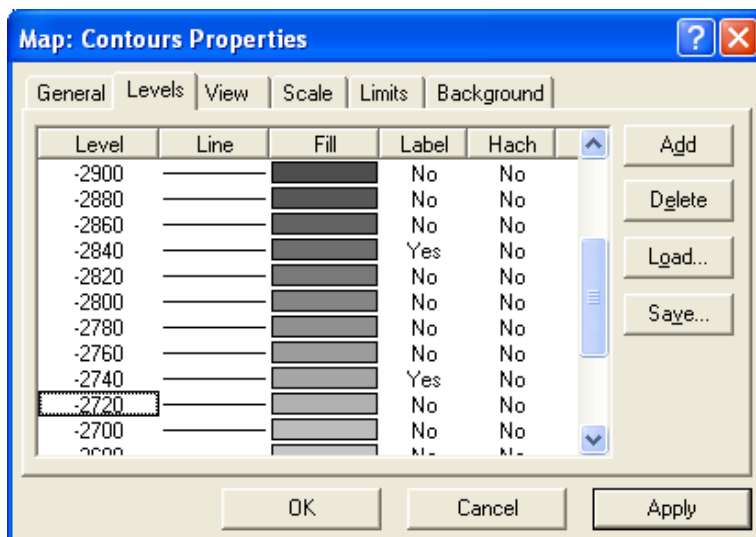 Map: Contours Properties
General Levels View Scale Limits Background
Level Line Fill Label Hach
-2900 No No
-2880 No No
-2860 No No
-2840 Yes No
-2820 No No
-2800 No No
-2780 No No
-2760 No No
-2740 Yes No
-2720 No No
-2700 No No
Add
Delete
Load...
Save...
OK Cancel Apply